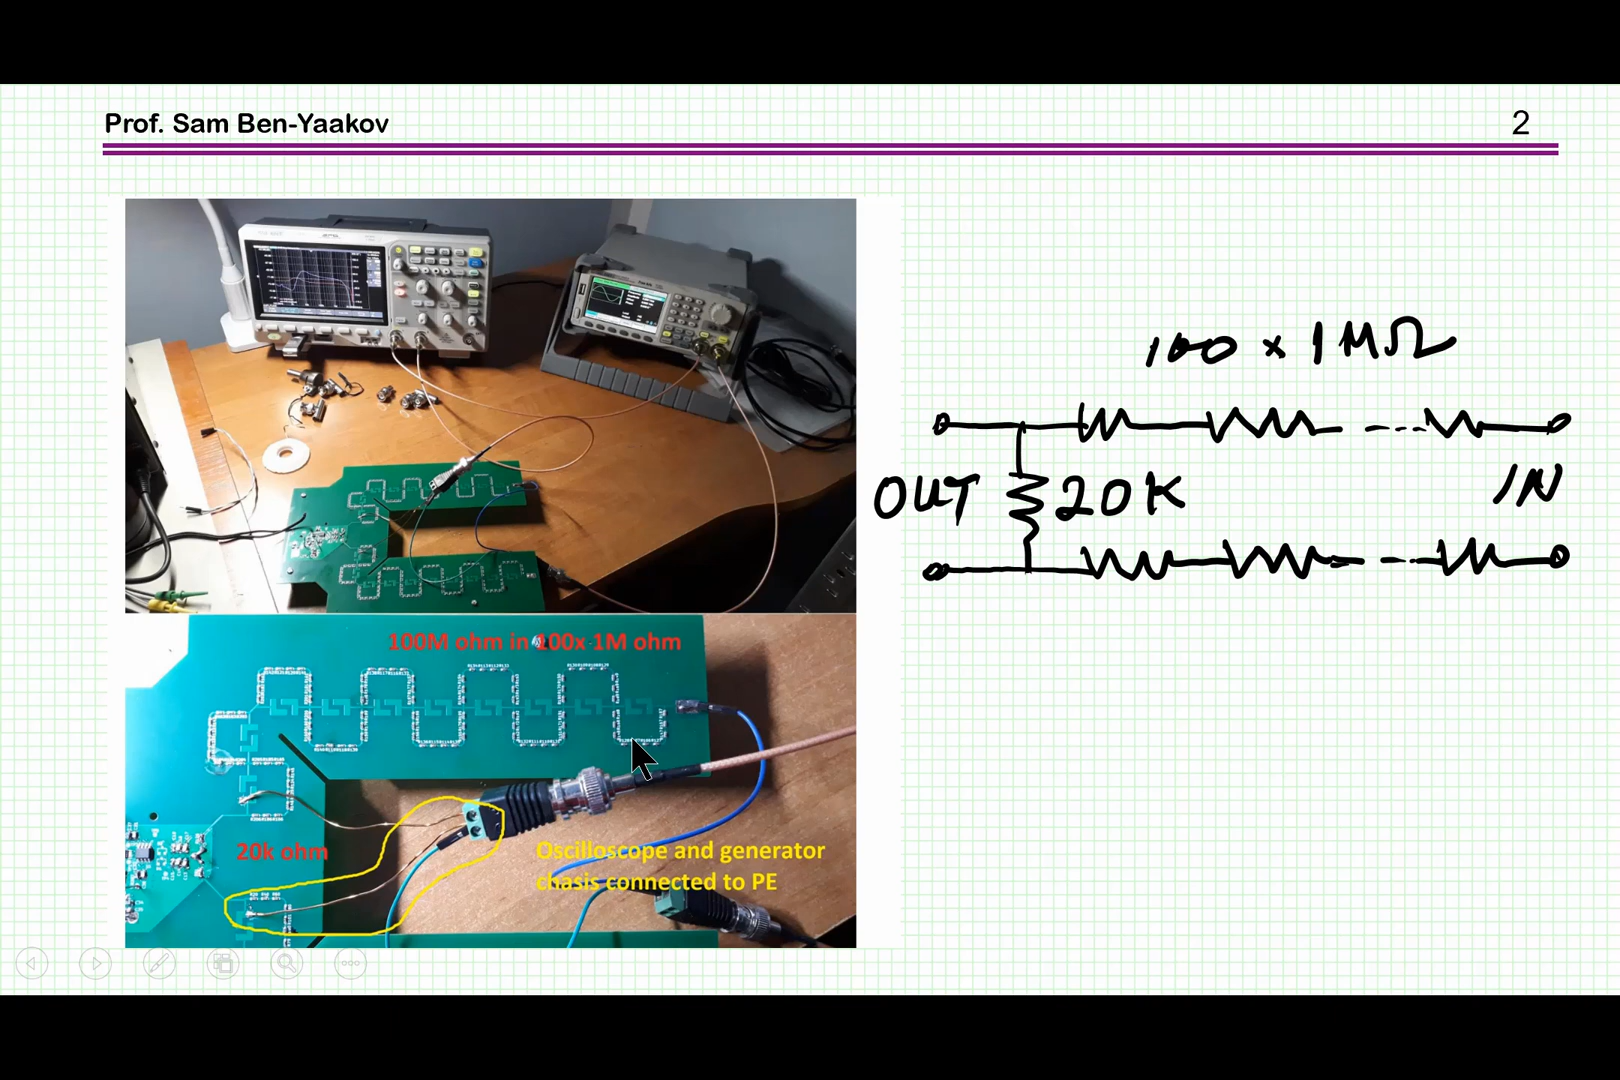 Prof. Sam Ben-Yaakov
2
100 x 1MΩ
OUT
20K
IN
100M ohm in 100x 1M ohm
20k ohm
Oscilloscope and generator
chasis connected to PE